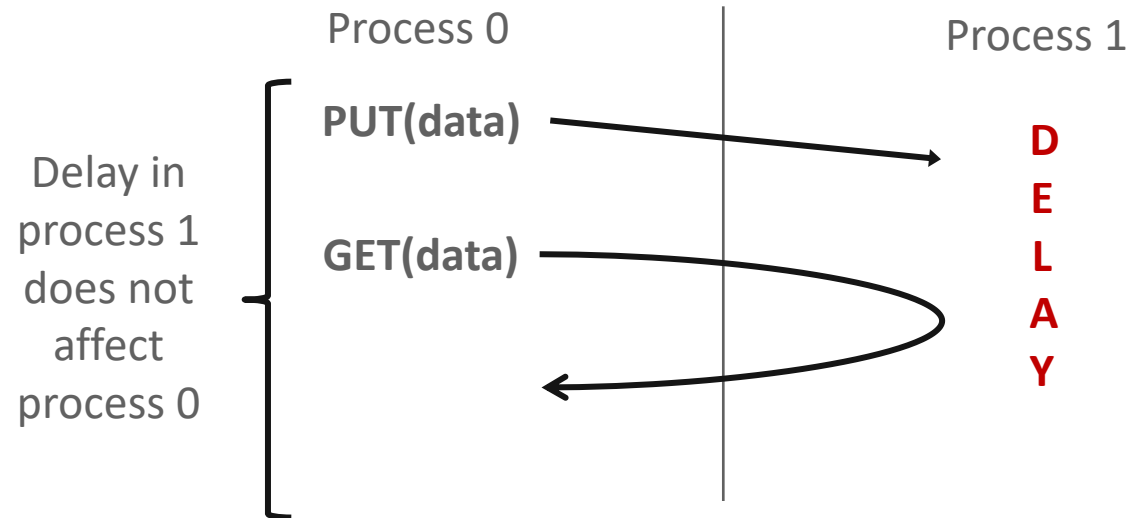 Process 0
Process 1
Delay in
process 1
does not
affect
process 0
PUT(data)
GET(data)
D
E
L
A
Y